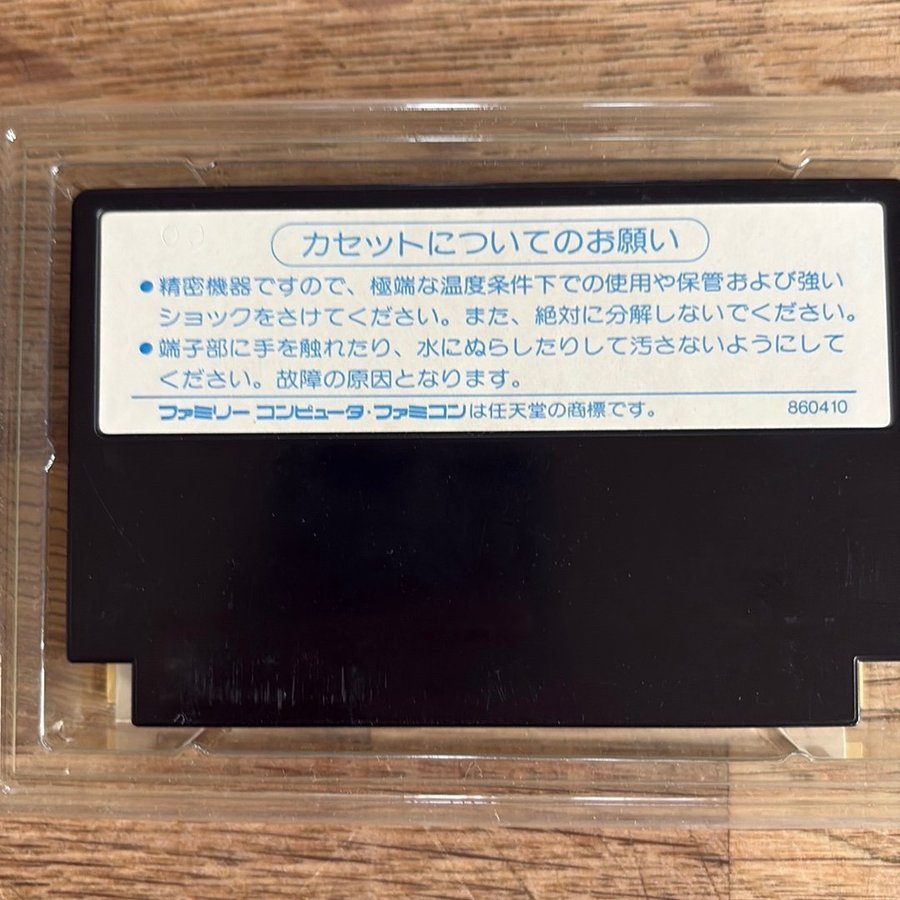 カセットについてのお願い
●精密機器ですので、極端な温度条件下での使用や保管および強い
ショックをさけてください。また、絶対に分解しないでください。
●端子部に手を触れたり、水にぬらしたりして汚さないようにして
ください。故障の原因となります。
ファミリー コンピュータ・ファミコンは任天堂の商標です。 860410